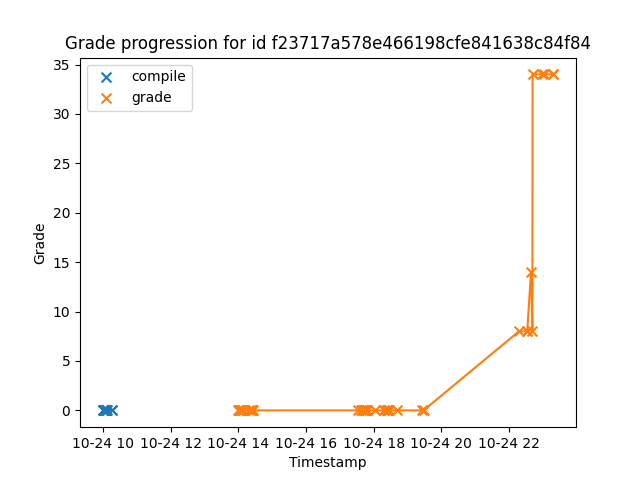 Grade progression for id f23717a578e466198cfe841638c84f84
compile
grade
35
30
25
20
15
10
5
0
Grade
10-24 10 10-24 12 10-24 14 10-24 16 10-24 18 10-24 20 10-24 22
Timestamp